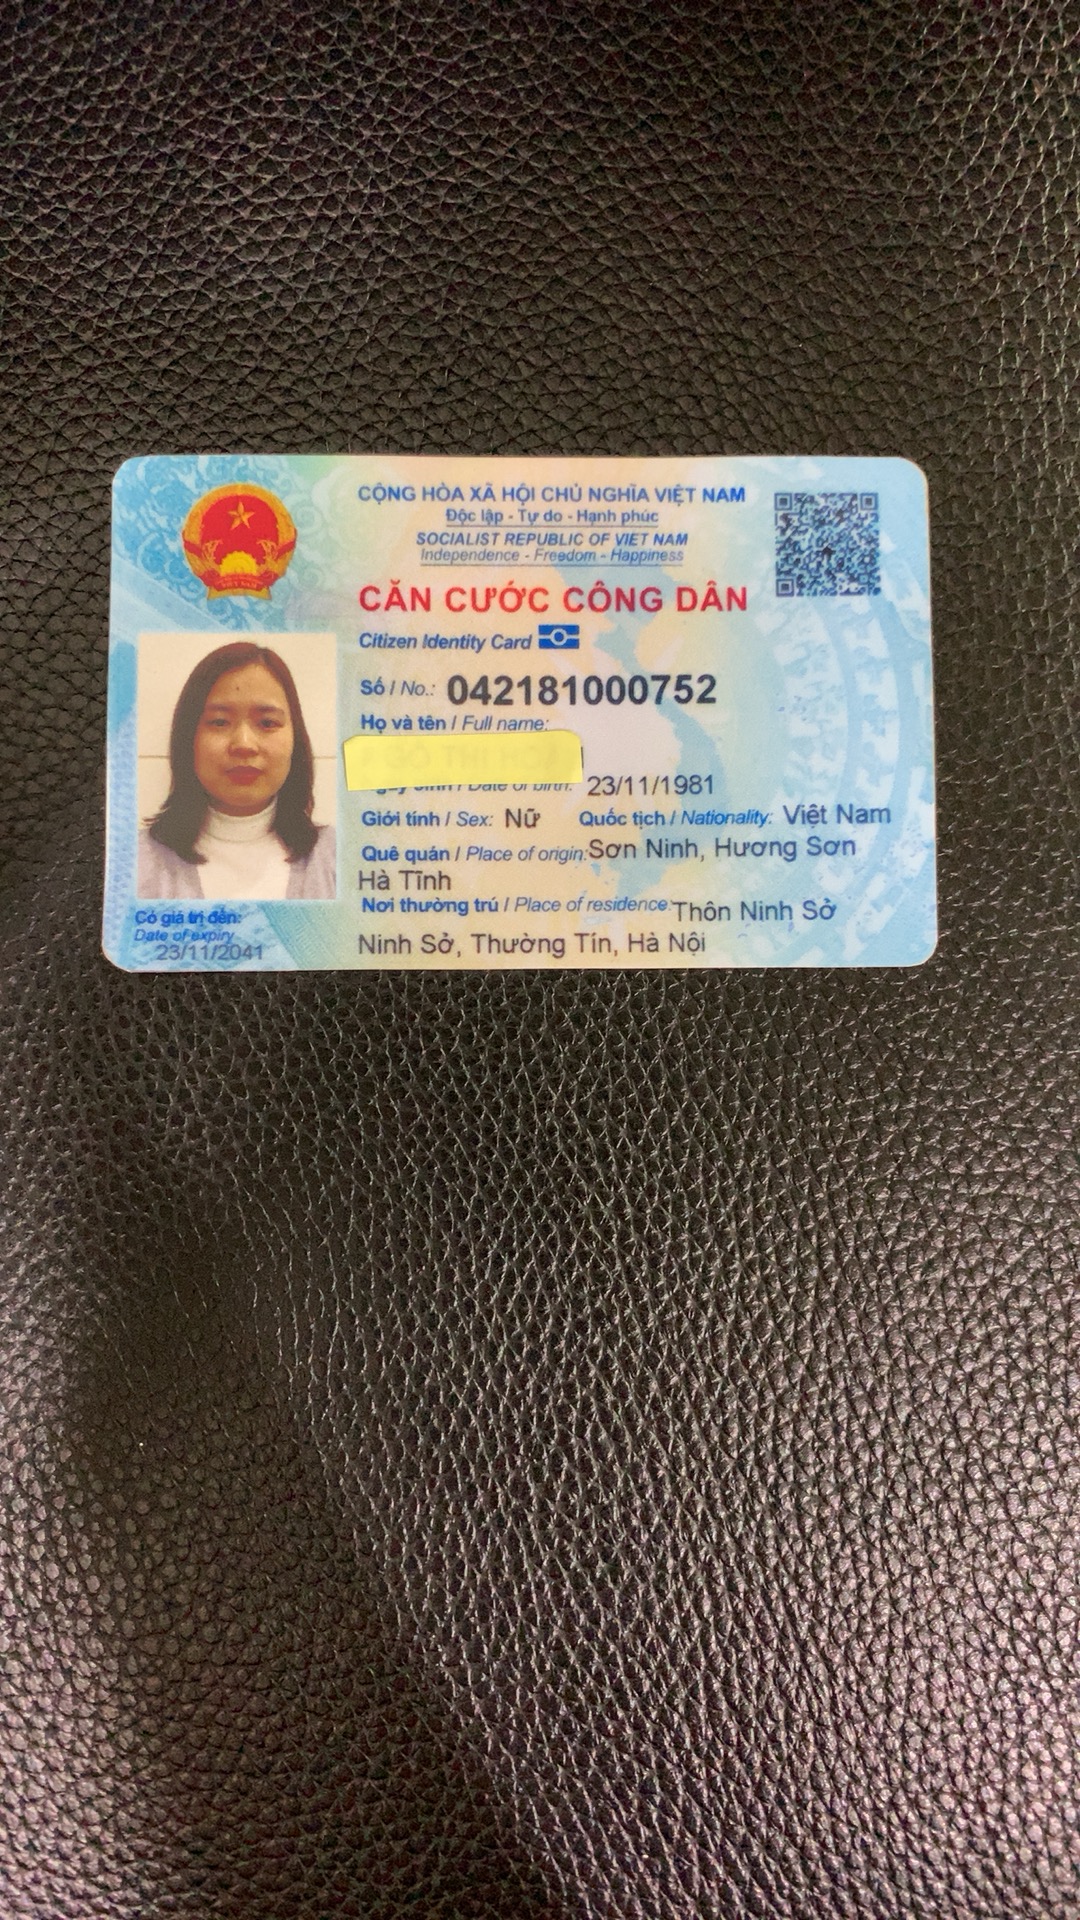 CỘNG HÒA XÃ HỘI CHỦ NGHĨA VIỆT NAM
Độc lập - Tự do - Hạnh phúc
SOCIALIST REPUBLIC OF VIET NAM
Independence - Freedom - Happiness
CĂN CƯỚC CÔNG DÂN
Citizen Identity Card
Số / No.: 042181000752
Họ và tên / Full name:
Date of birth: 23/11/1981
Giới tính / Sex: Nữ Quốc tịch / Nationality: Việt Nam
Quê quán / Place of origin: Sơn Ninh, Hương Sơn
Hà Tĩnh
Nơi thường trú / Place of residence: Thôn Ninh Sở
Ninh Sở, Thường Tín, Hà Nội
Có giá trị đến:
Date of expiry
23/11/2041